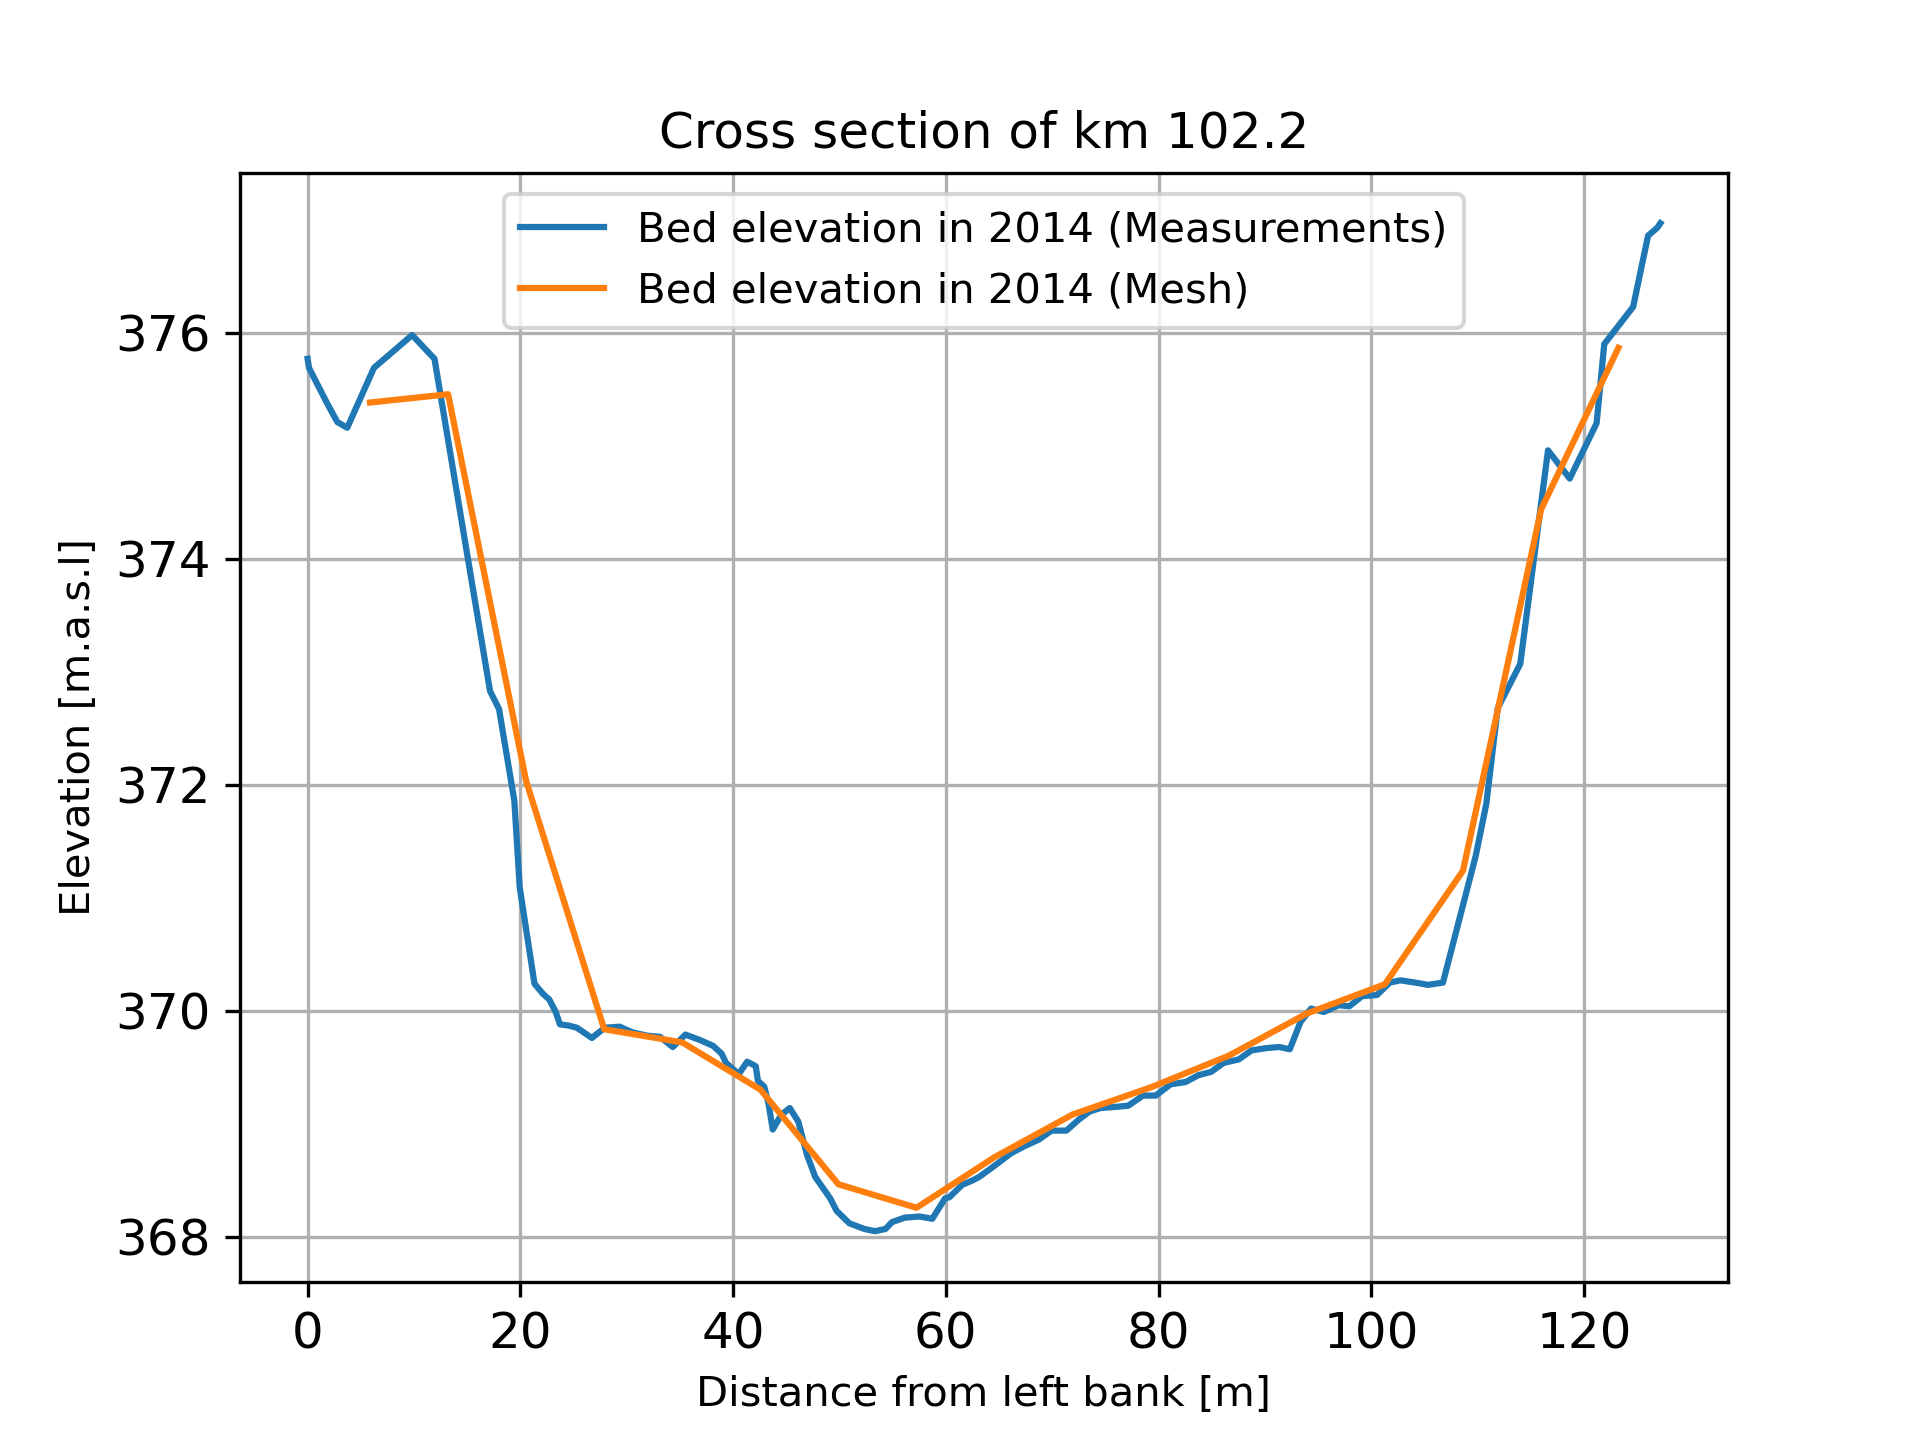 Cross section of km 102.2
Bed elevation in 2014 (Measurements)
Bed elevation in 2014 (Mesh)
Elevation [m.a.s.l]
376
374
372
370
368
0 20 40 60 80 100 120
Distance from left bank [m]